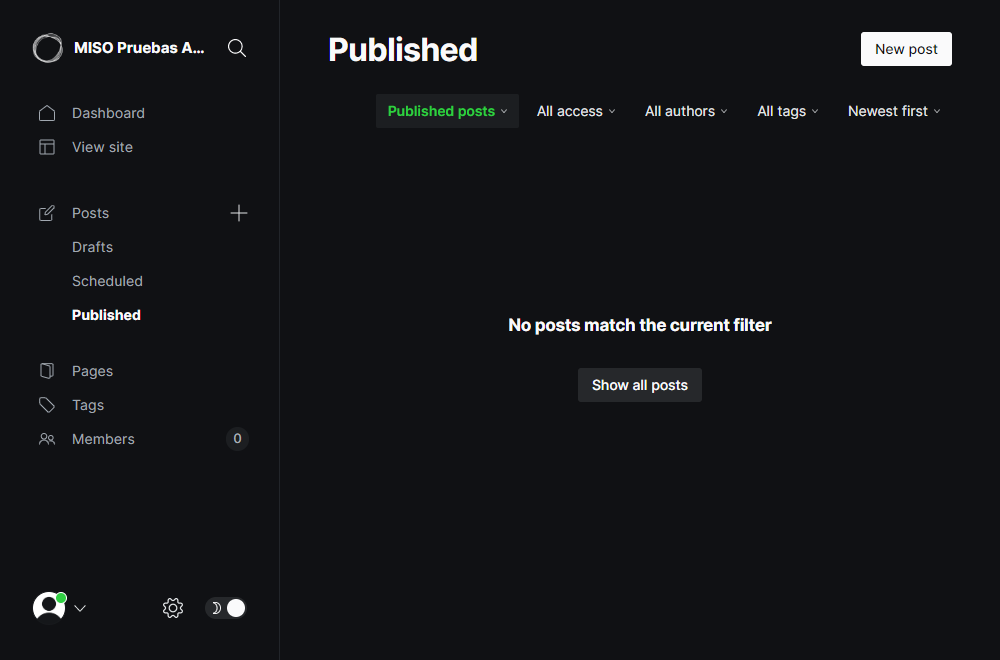 MISO Pruebas A...
Dashboard
View site
Posts
Drafts
Scheduled
Published
Pages
Tags
Members
0
Published
New post
Published posts
All access
All authors
All tags
Newest first
No posts match the current filter
Show all posts